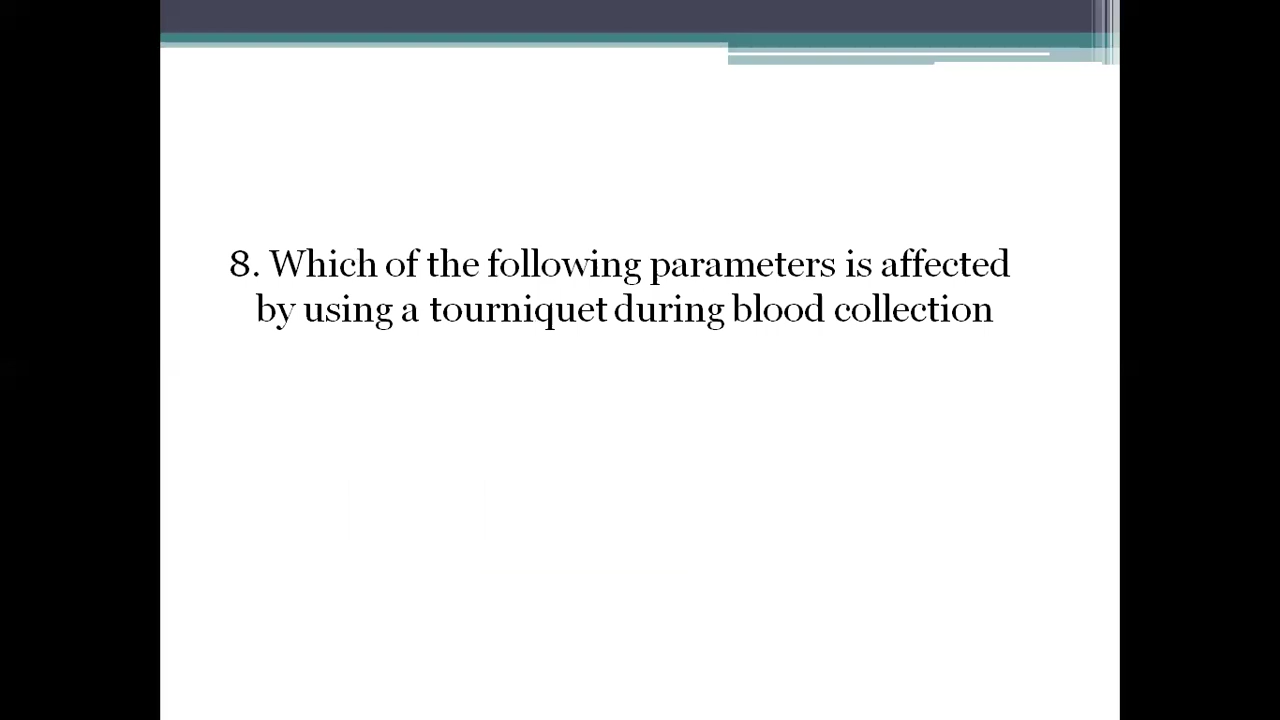 8. Which of the following parameters is affected
by using a tourniquet during blood collection